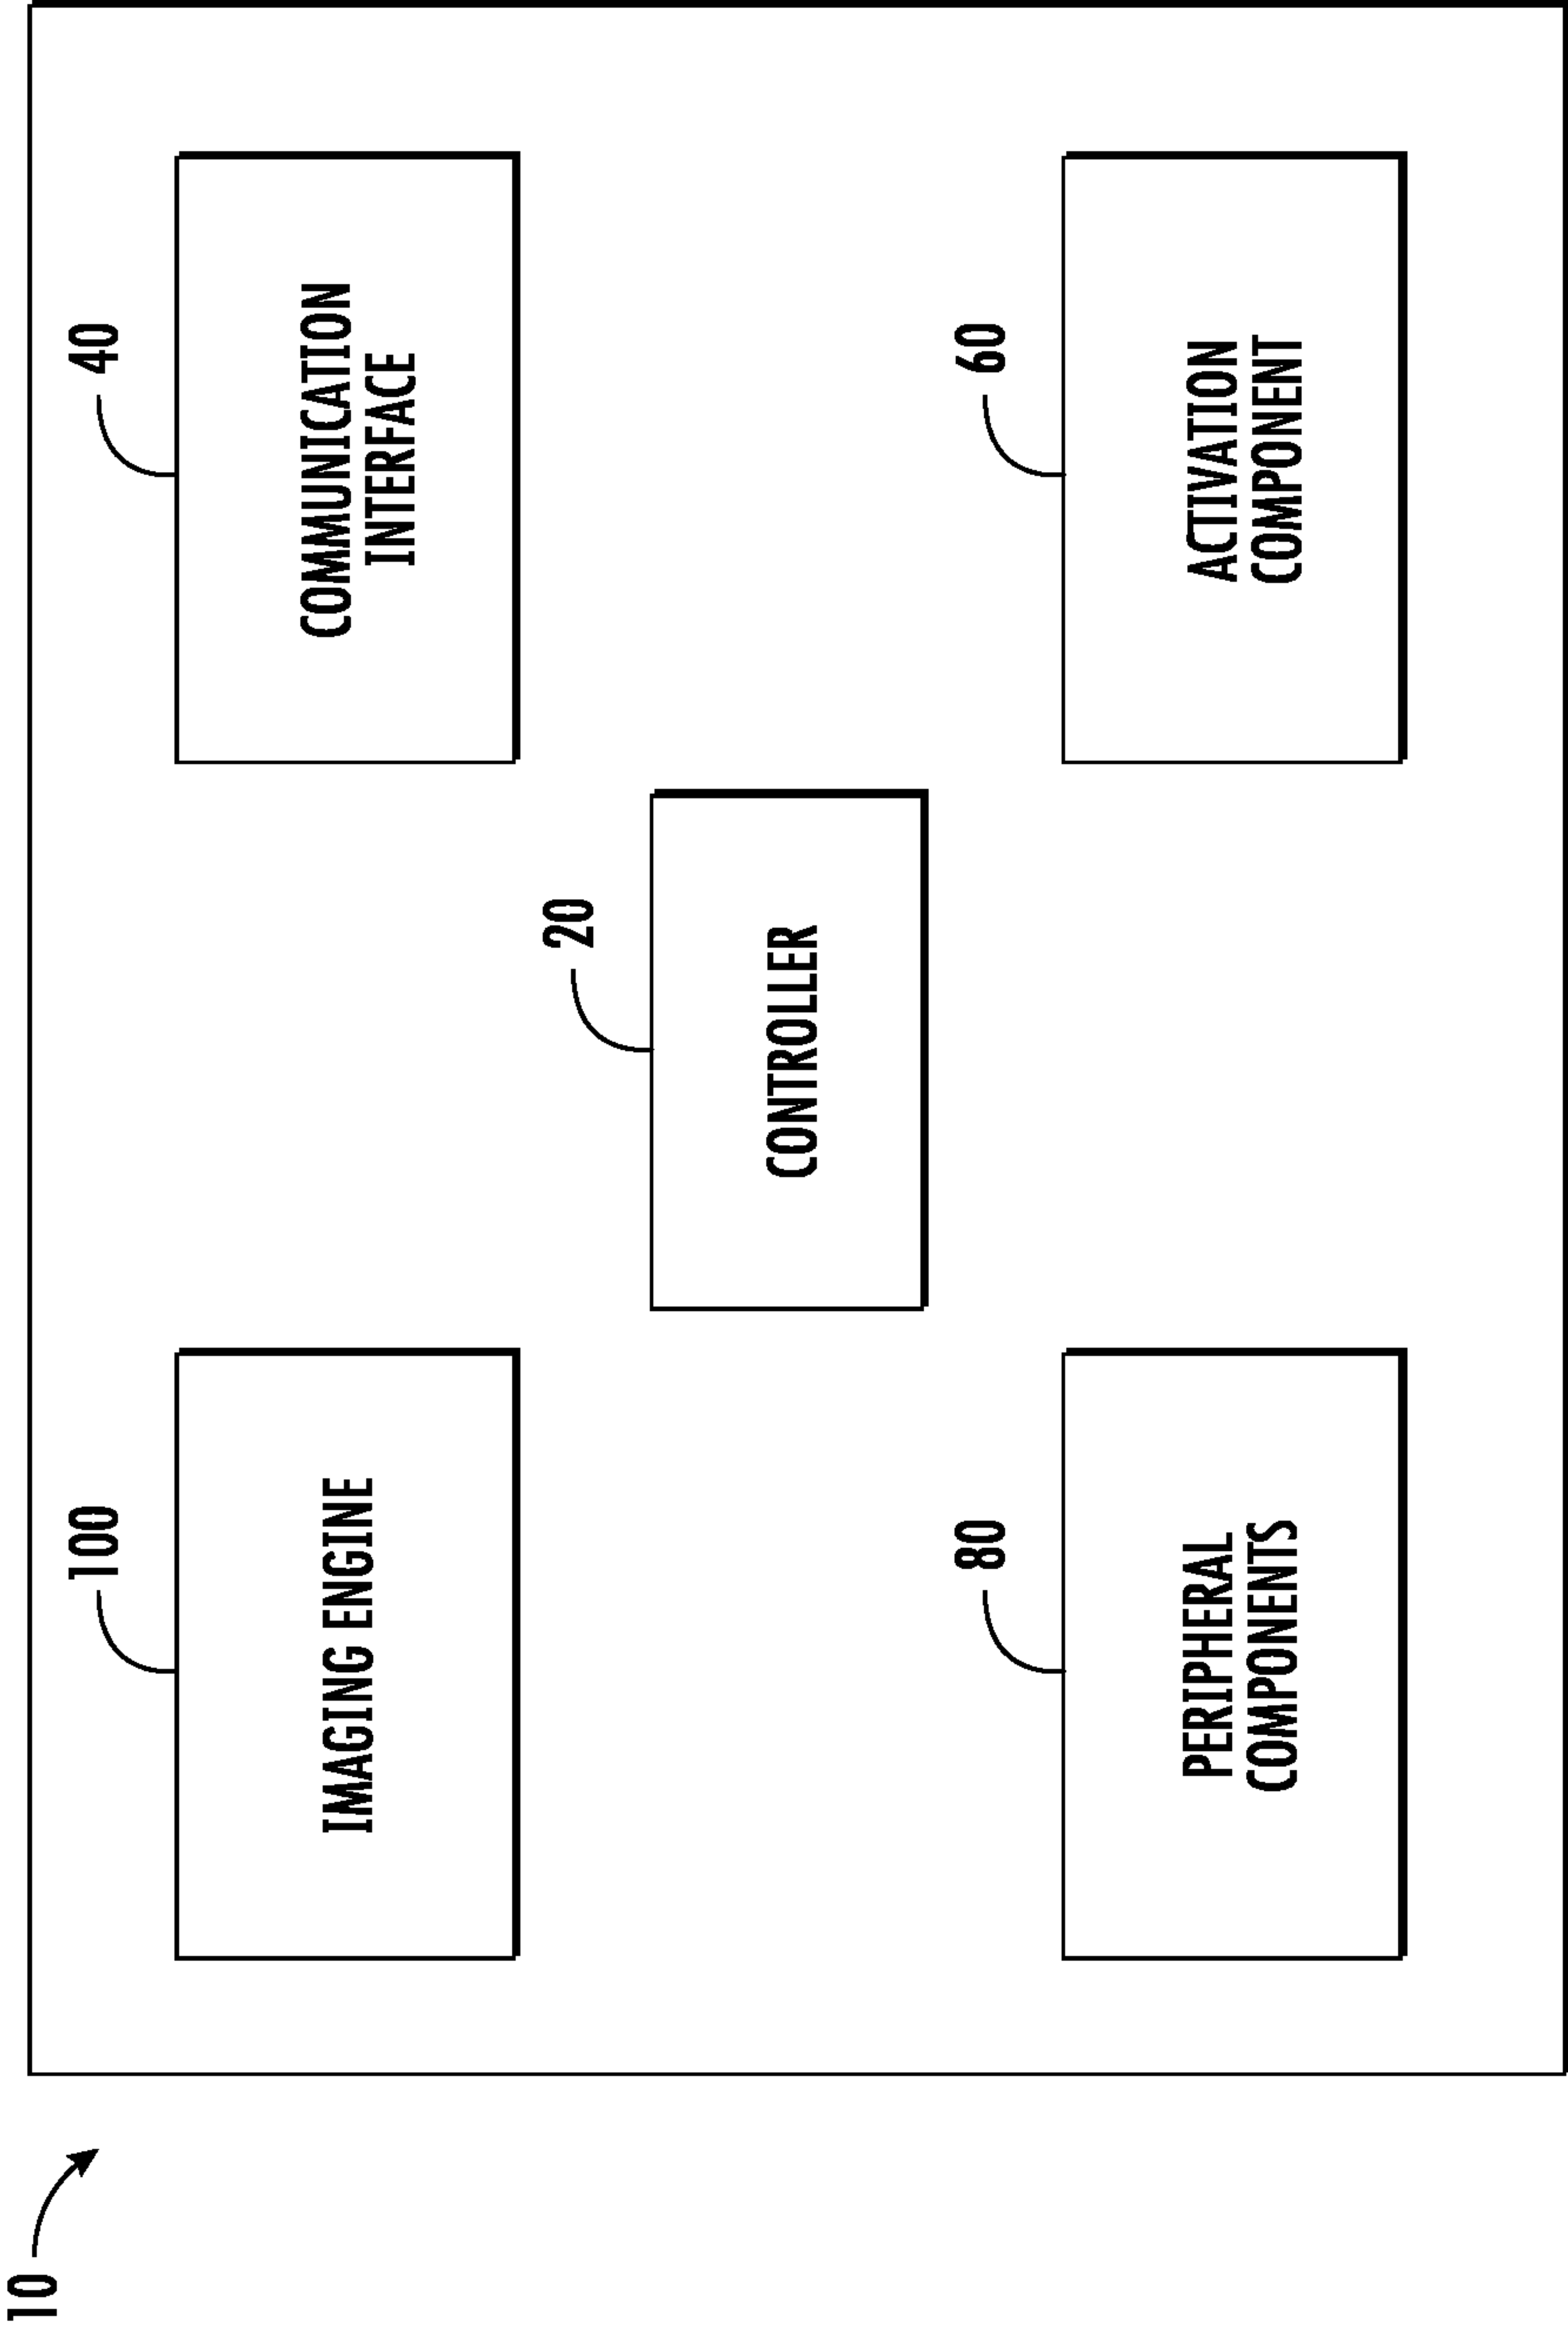 10
100
IMAGING ENGINE
40
COMMUNICATION
INTERFACE
20
CONTROLLER
80
PERIPHERAL
COMPONENTS
60
ACTIVATION
COMPONENT